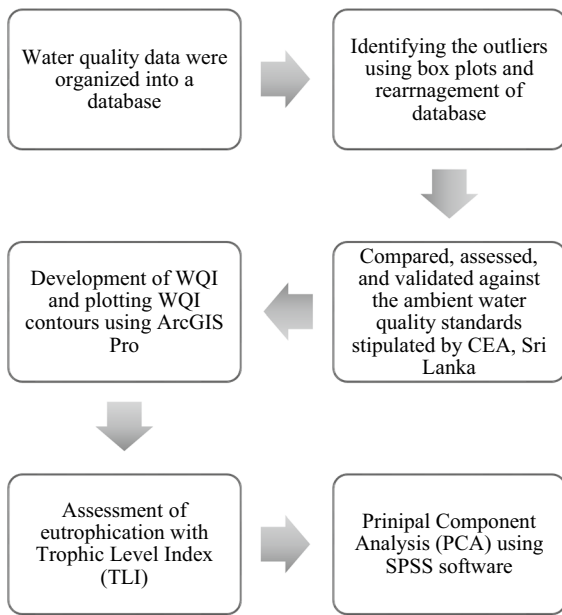 Water quality data were
organized into a
database
Identifying the outliers
using box plots and
rearrnagement of
database
Compared, assessed,
and validated against
the ambient water
quality standards
stipulated by CEA, Sri
Lanka
Development of WQI
and plotting WQI
contours using ArcGIS
Pro
Assessment of
eutrophication with
Trophic Level Index
(TLI)
Prinipal Component
Analysis (PCA) using
SPSS software